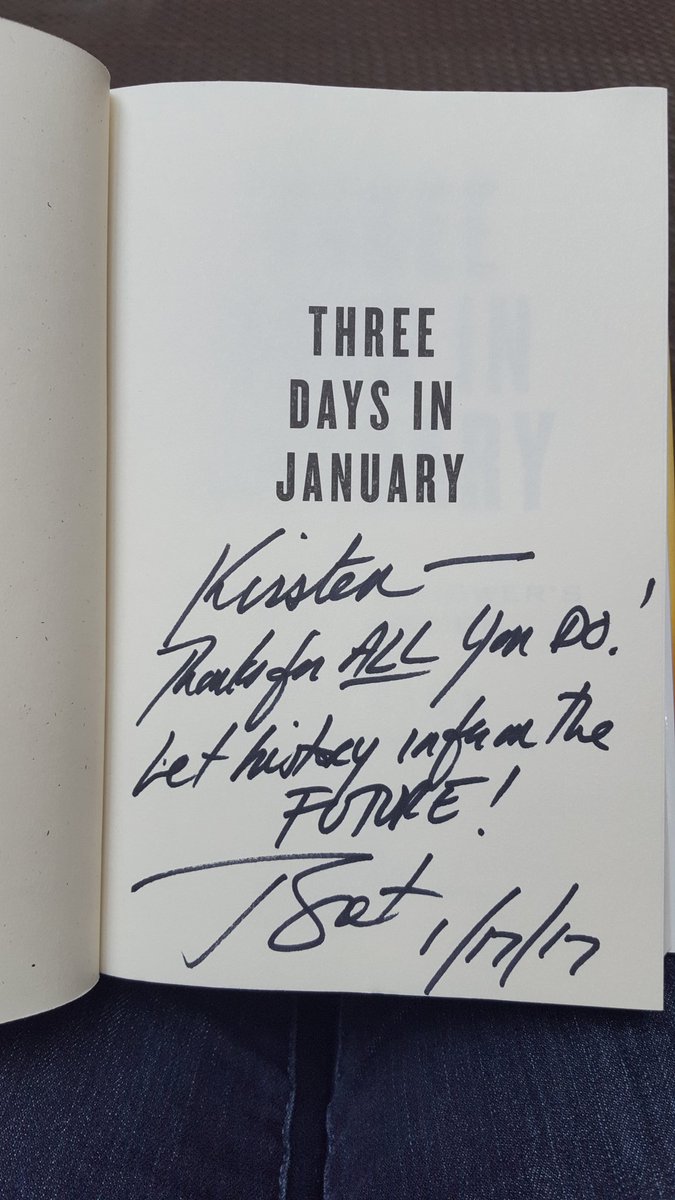 THREE
DAYS IN
JANUARY
Kirsten —
Thanks for ALL You DO!
Let history inform the
FUTURE!
1/17/17